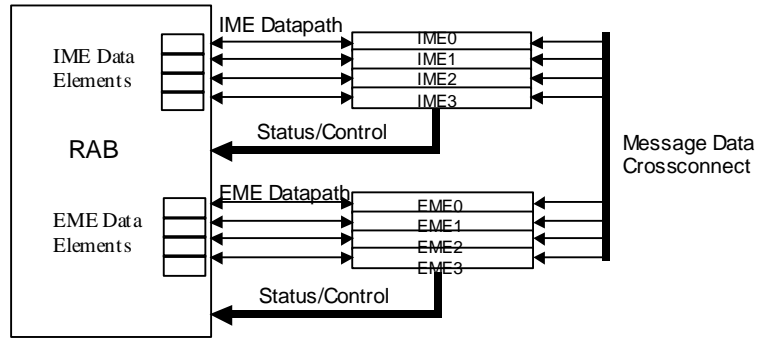 IME Datapath
IME Data
Elements
IME0
IME1
IME2
IME3
Status/Control
RAB
Message Data
Crossconnect
EME Datapath
EME Data
Elements
EME0
EME1
EME2
EME3
Status/Control